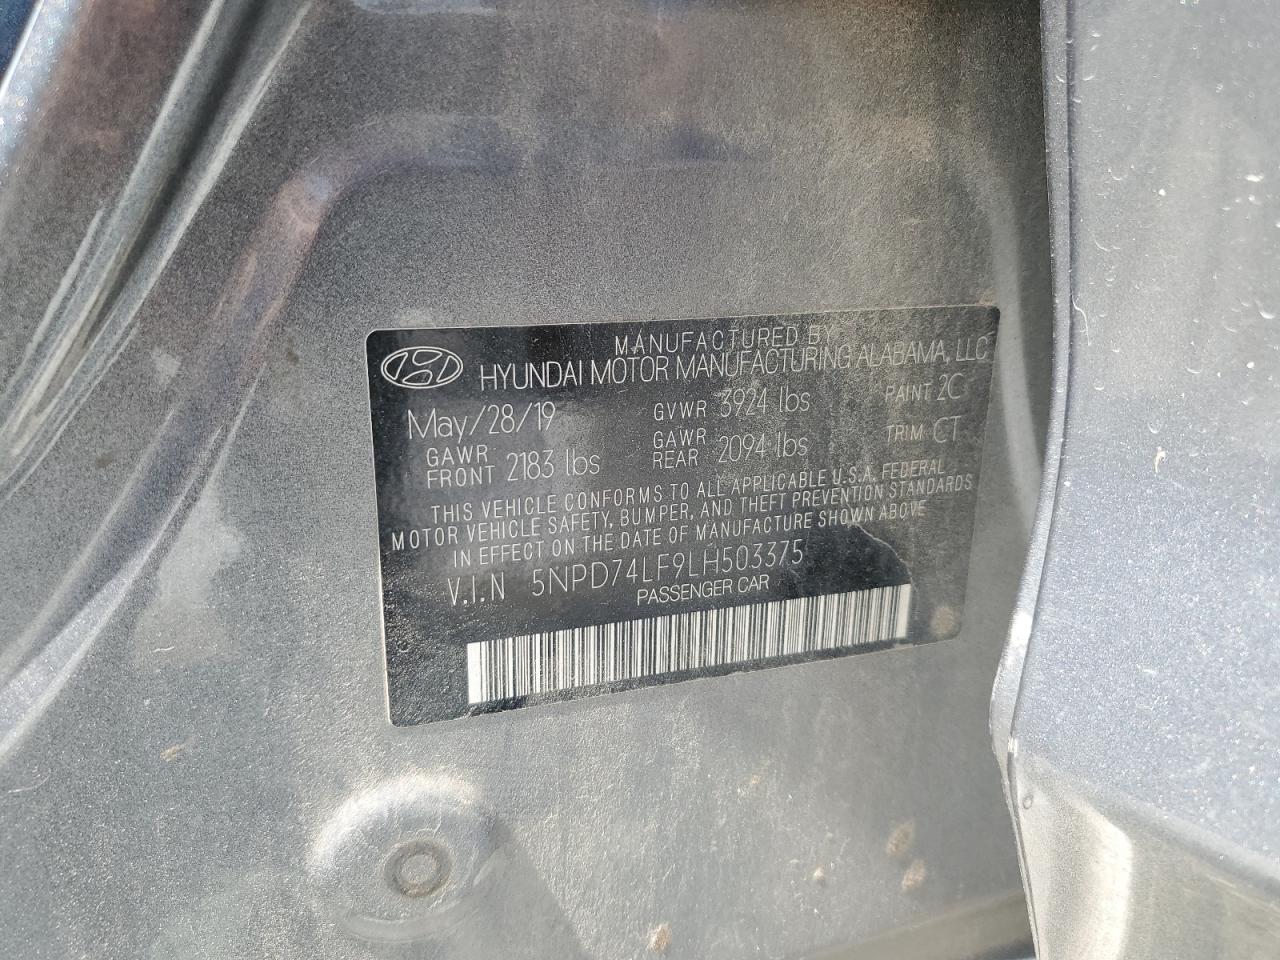 MANUFACTURED BY
HYUNDAI MOTOR MANUFACTURING ALABAMA, LLC
May/28/19 GVWR 3924 lbs PAINT 2C
GAWR FRONT 2183 lbs GAWR REAR 2094 lbs TRIM CT
THIS VEHICLE CONFORMS TO ALL APPLICABLE U.S.A. FEDERAL
MOTOR VEHICLE SAFETY, BUMPER, AND THEFT PREVENTION STANDARDS
IN EFFECT ON THE DATE OF MANUFACTURE SHOWN ABOVE
V.I.N 5NPD74LF9LH503375
PASSENGER CAR